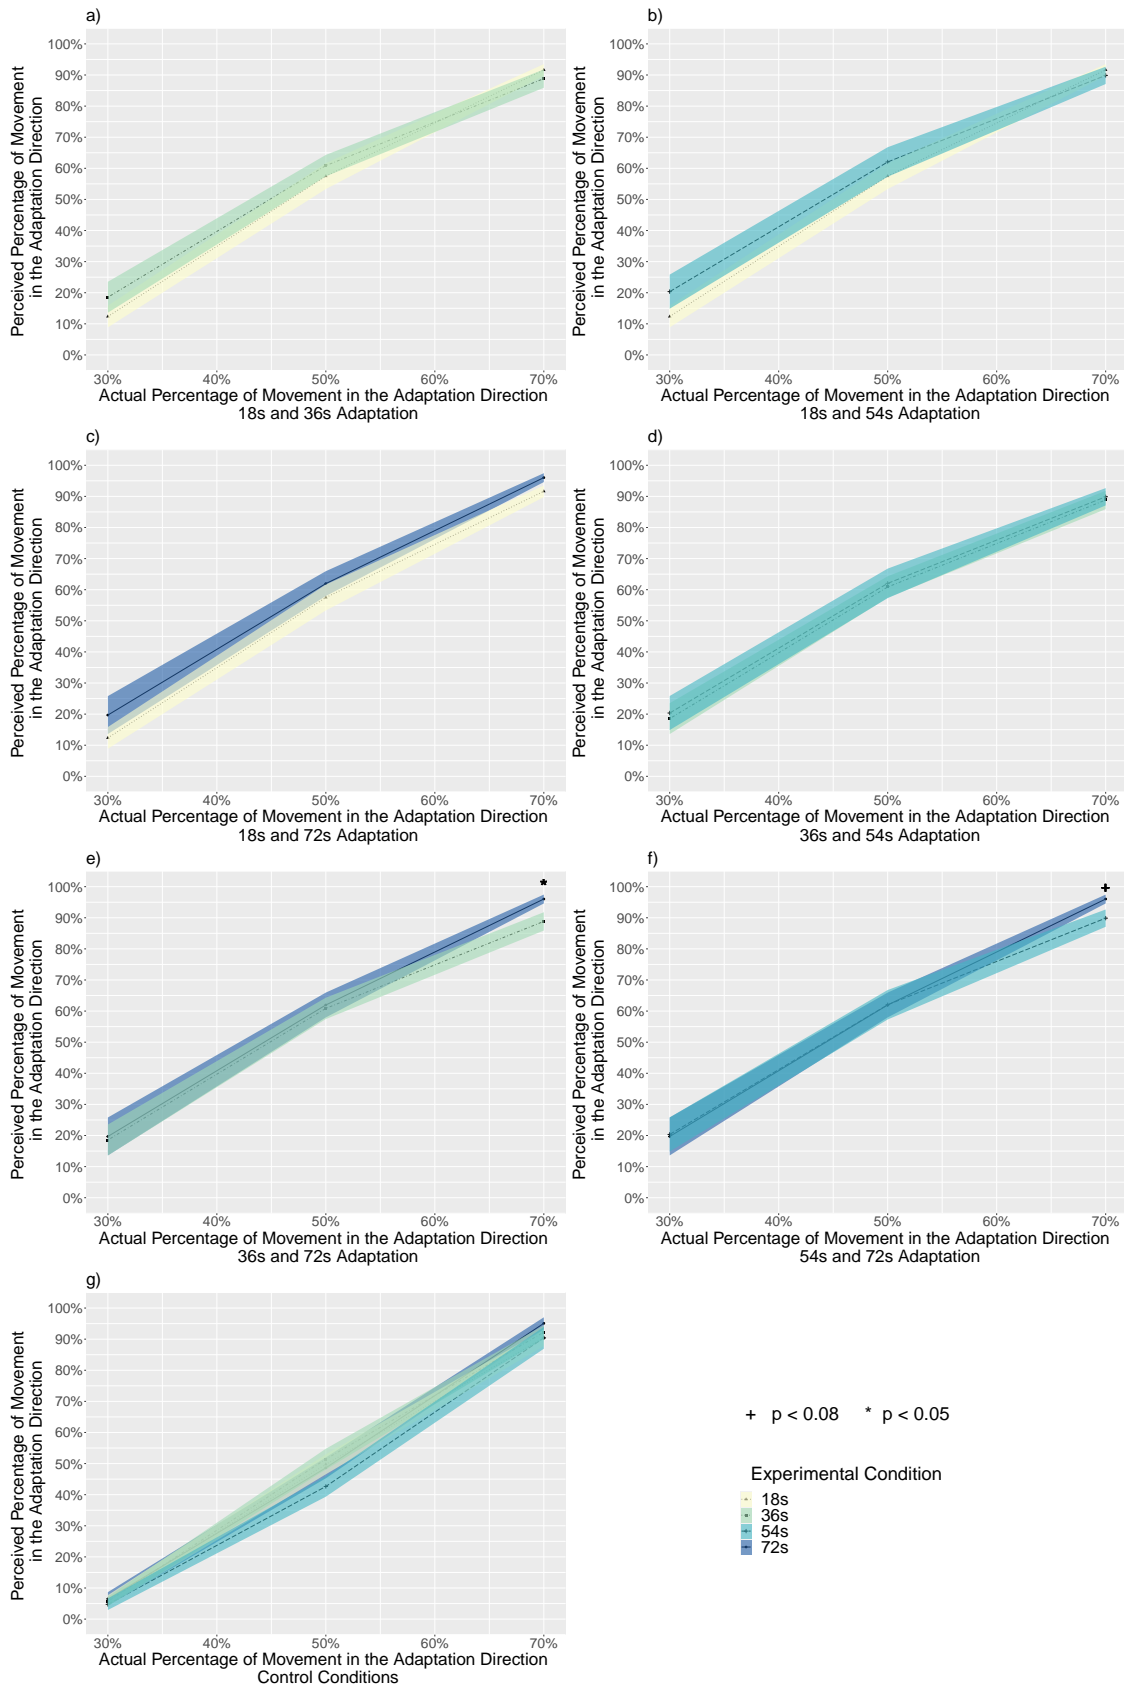 a)
Perceived Percentage of Movement
in the Adaptation Direction
100%
90%
80%
70%
60%
50%
40%
30%
20%
10%
0%
30% 40% 50% 60% 70%
Actual Percentage of Movement in the Adaptation Direction
18s and 36s Adaptation
b)
Perceived Percentage of Movement
in the Adaptation Direction
100%
90%
80%
70%
60%
50%
40%
30%
20%
10%
0%
30% 40% 50% 60% 70%
Actual Percentage of Movement in the Adaptation Direction
18s and 54s Adaptation
c)
Perceived Percentage of Movement
in the Adaptation Direction
100%
90%
80%
70%
60%
50%
40%
30%
20%
10%
0%
30% 40% 50% 60% 70%
Actual Percentage of Movement in the Adaptation Direction
18s and 72s Adaptation
d)
Perceived Percentage of Movement
in the Adaptation Direction
100%
90%
80%
70%
60%
50%
40%
30%
20%
10%
0%
30% 40% 50% 60% 70%
Actual Percentage of Movement in the Adaptation Direction
36s and 54s Adaptation
e)
Perceived Percentage of Movement
in the Adaptation Direction
100%
90%
80%
70%
60%
50%
40%
30%
20%
10%
0%
*
30% 40% 50% 60% 70%
Actual Percentage of Movement in the Adaptation Direction
36s and 72s Adaptation
f)
Perceived Percentage of Movement
in the Adaptation Direction
100%
90%
80%
70%
60%
50%
40%
30%
20%
10%
0%
+
30% 40% 50% 60% 70%
Actual Percentage of Movement in the Adaptation Direction
54s and 72s Adaptation
g)
Perceived Percentage of Movement
in the Adaptation Direction
100%
90%
80%
70%
60%
50%
40%
30%
20%
10%
0%
30% 40% 50% 60% 70%
Actual Percentage of Movement in the Adaptation Direction
Control Conditions
+ p < 0.08 * p < 0.05
Experimental Condition
18s
36s
54s
72s